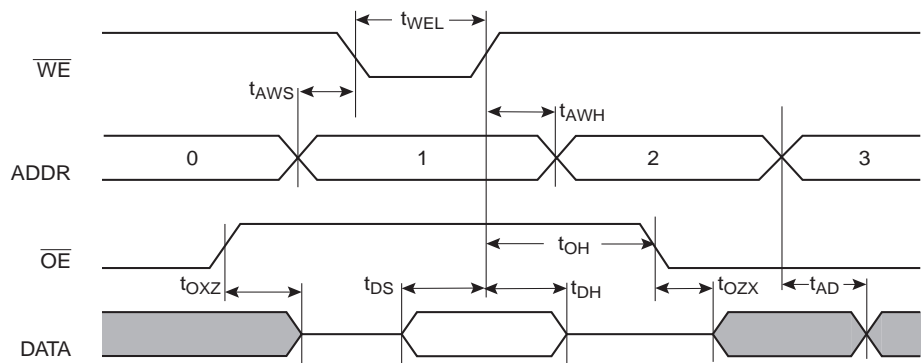 tWEL
WE
tAWS
tAWH
ADDR 0 1 2 3
OE
tOH
tOXZ tDS tDH tOZX tAD
DATA